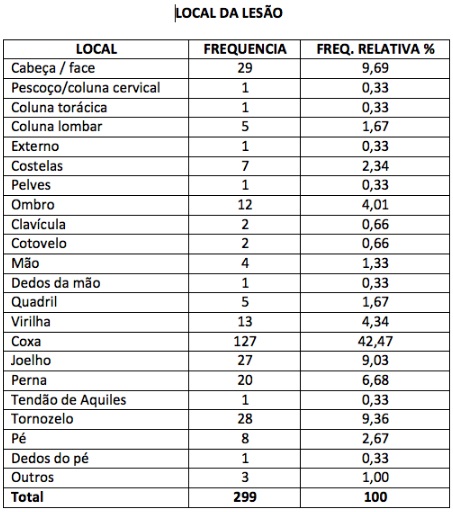 LOCAL DA LESÃO
LOCAL FREQUENCIA FREQ. RELATIVA %
Cabeça / face 29 9,69
Pescoço/coluna cervical 1 0,33
Coluna torácica 1 0,33
Coluna lombar 5 1,67
Externo 1 0,33
Costelas 7 2,34
Pelves 1 0,33
Ombro 12 4,01
Clavícula 2 0,66
Cotovelo 2 0,66
Mão 4 1,33
Dedos da mão 1 0,33
Quadril 5 1,67
Virilha 13 4,34
Coxa 127 42,47
Joelho 27 9,03
Perna 20 6,68
Tendão de Aquiles 1 0,33
Tornozelo 28 9,36
Pé 8 2,67
Dedos do pé 1 0,33
Outros 3 1,00
Total 299 100